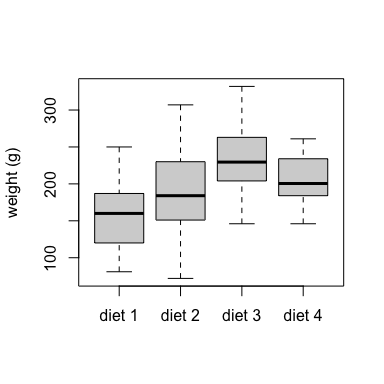 weight (g)
300
200
100
diet 1 diet 2 diet 3 diet 4